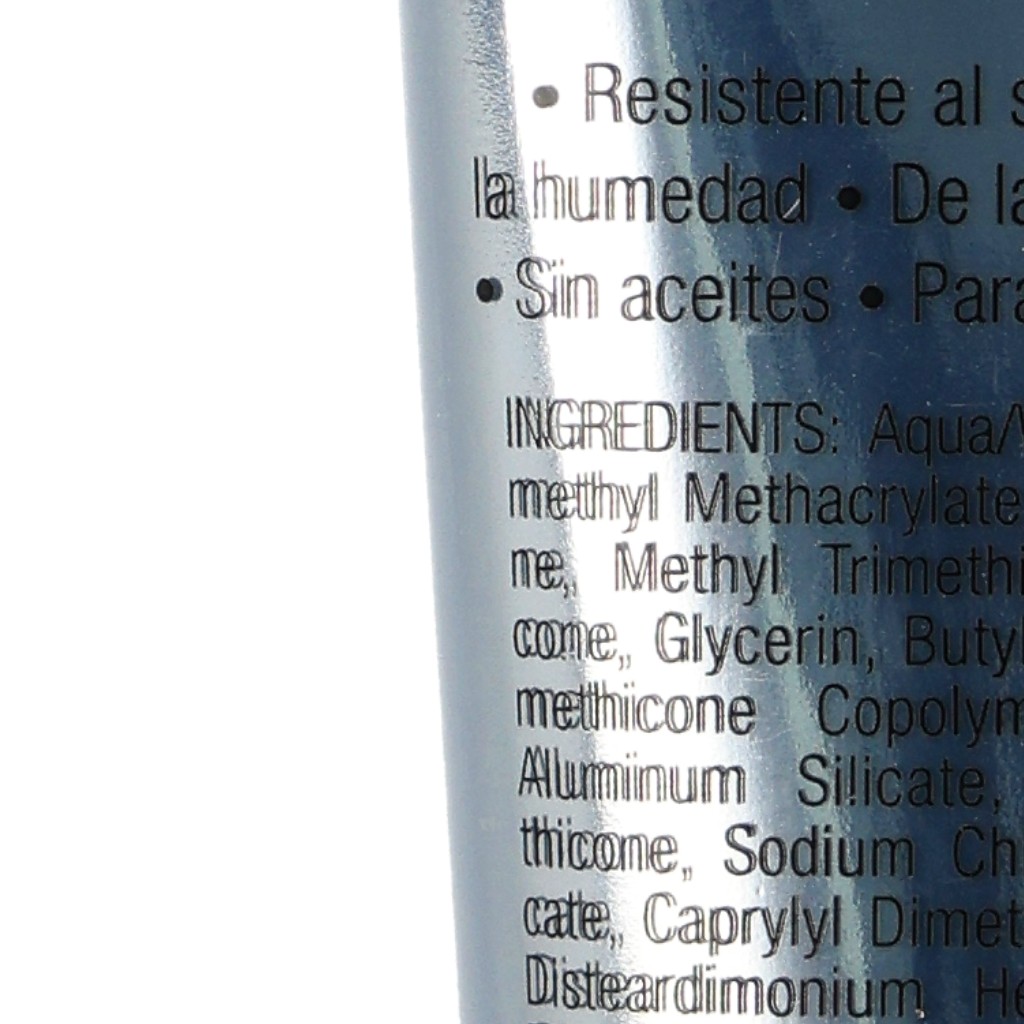 • Resistente al s
la humedad • De la
• Sin aceites • Para
INGREDIENTS: Aqua/
methyl Methacrylate
ne, Methyl Trimethi
cone, Glycerin, Butyl
methicone Copolym
Aluminum Silicate,
thicone, Sodium Ch
cate, Caprylyl Dimet
Disteardimonium He